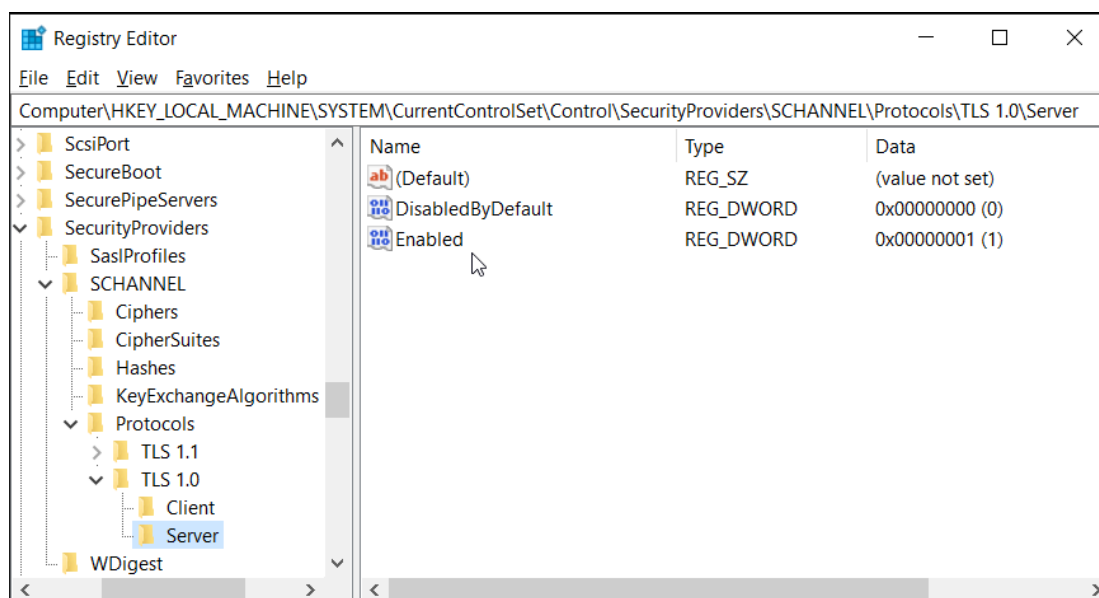 Registry Editor
File Edit View Favorites Help
Computer\HKEY_LOCAL_MACHINE\SYSTEM\CurrentControlSet\Control\SecurityProviders\SCHANNEL\Protocols\TLS 1.0\Server
ScsiPort
SecureBoot
SecurePipeServers
SecurityProviders
SaslProfiles
SCHANNEL
Ciphers
CipherSuites
Hashes
KeyExchangeAlgorithms
Protocols
TLS 1.1
TLS 1.0
Client
Server
WDigest
Name Type Data
(Default) REG_SZ (value not set)
DisabledByDefault REG_DWORD 0x00000000 (0)
Enabled REG_DWORD 0x00000001 (1)